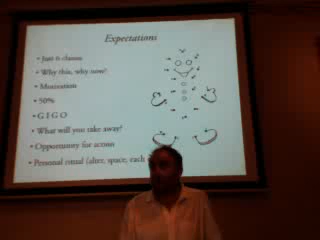 Expectations
• Just 6 classes
• Why this, why now?
• Motivation
• 50%
• G I G O
• What will you take away?
• Opportunity for action
• Personal ritual (alter, space, each